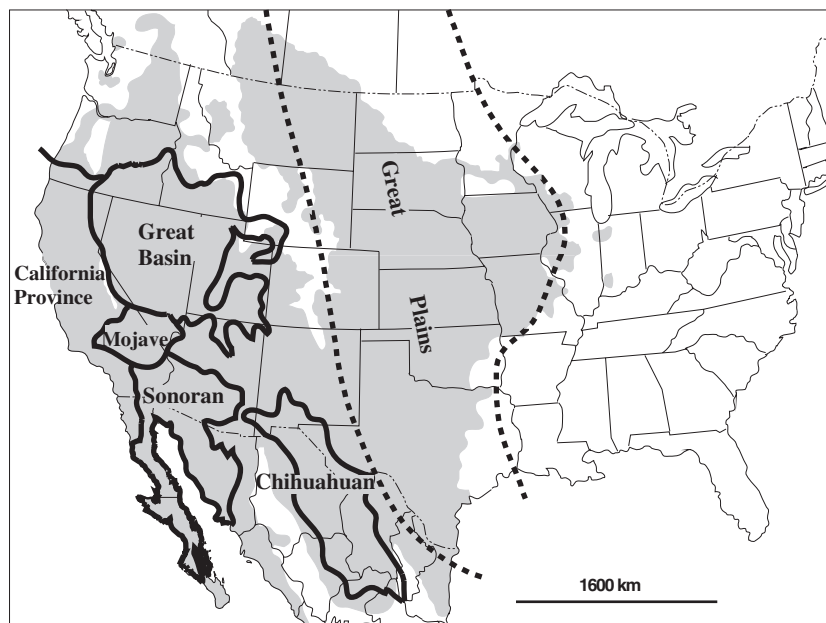 Great
Plains
Great
Basin
California
Province
Mojave
Sonoran
Chihuahuan
1600 km